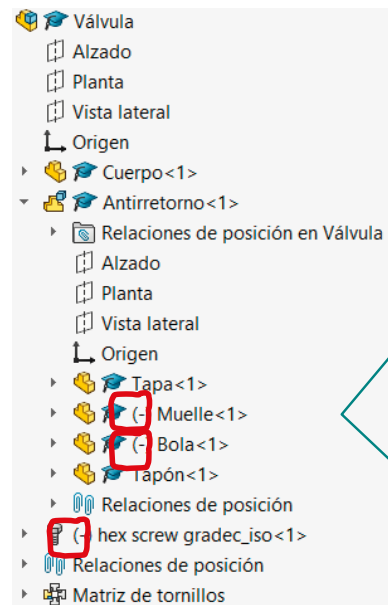 Válvula
Alzado
Planta
Vista lateral
Origen
Cuerpo<1>
Antirretorno<1>
Relaciones de posición en Válvula
Alzado
Planta
Vista lateral
Origen
Tapa<1>
(-) Muelle<1>
(-) Bola<1>
Tapón<1>
Relaciones de posición
(-) hex screw gradec_iso<1>
Relaciones de posición
Matriz de tornillos